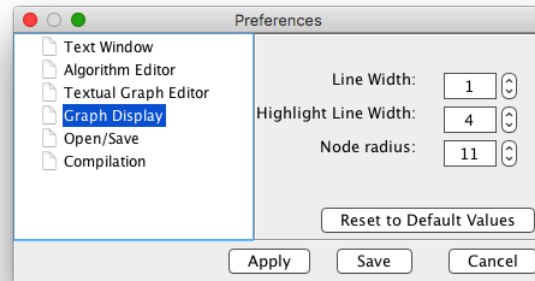 Preferences
Text Window
Algorithm Editor
Textual Graph Editor
Graph Display
Open/Save
Compilation
Line Width: 1
Highlight Line Width: 4
Node radius: 11
Reset to Default Values
Apply Save Cancel